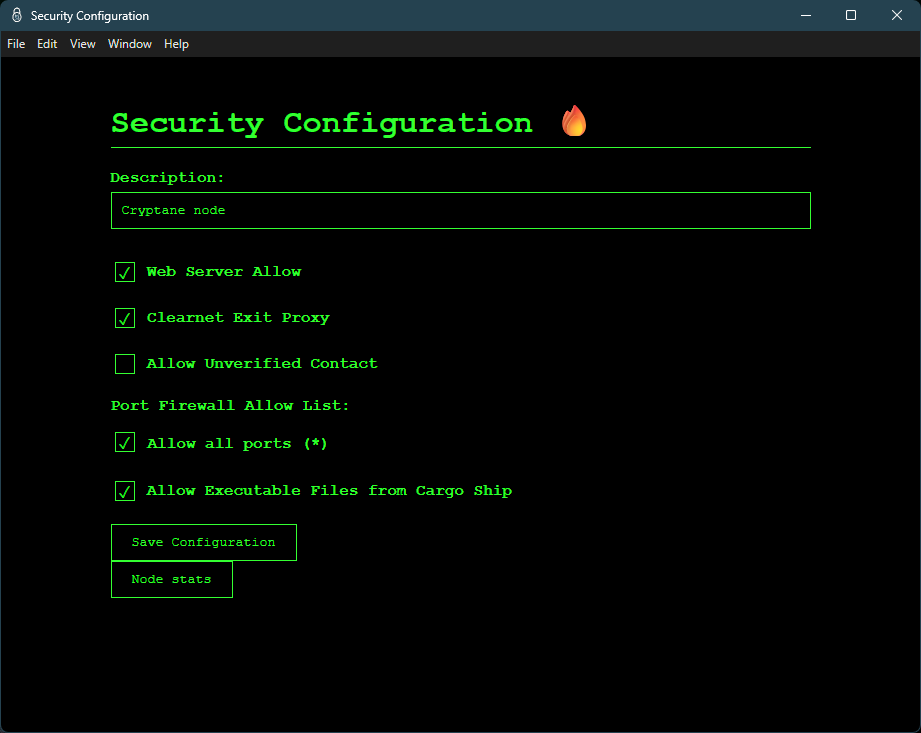 Security Configuration
File Edit View Window Help
Security Configuration 🔥
Description:
Cryptane node
Web Server Allow
Clearnet Exit Proxy
Allow Unverified Contact
Port Firewall Allow List:
Allow all ports (*)
Allow Executable Files from Cargo Ship
Save Configuration
Node stats